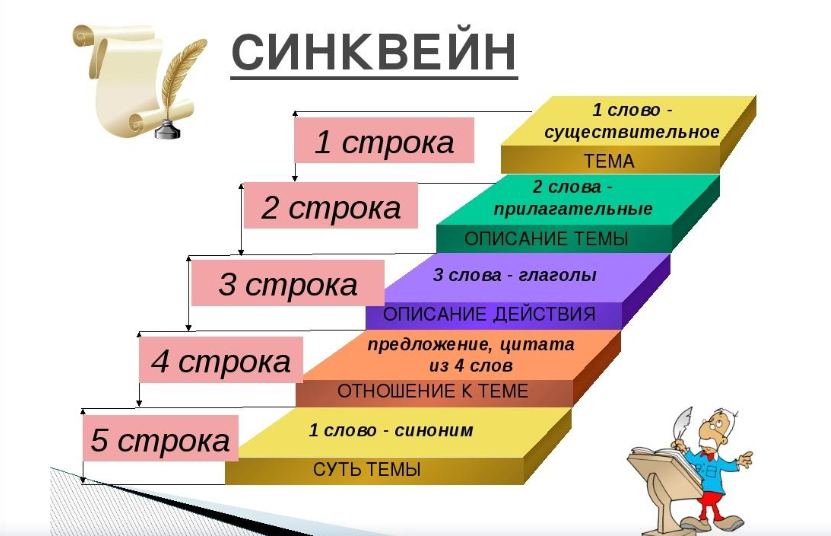 СИНКВЕЙН
1 строка
1 слово -
существительное
ТЕМА
2 строка
2 слова -
прилагательные
ОПИСАНИЕ ТЕМЫ
3 строка
3 слова - глаголы
ОПИСАНИЕ ДЕЙСТВИЯ
4 строка
предложение, цитата
из 4 слов
ОТНОШЕНИЕ К ТЕМЕ
5 строка
1 слово - синоним
СУТЬ ТЕМЫ